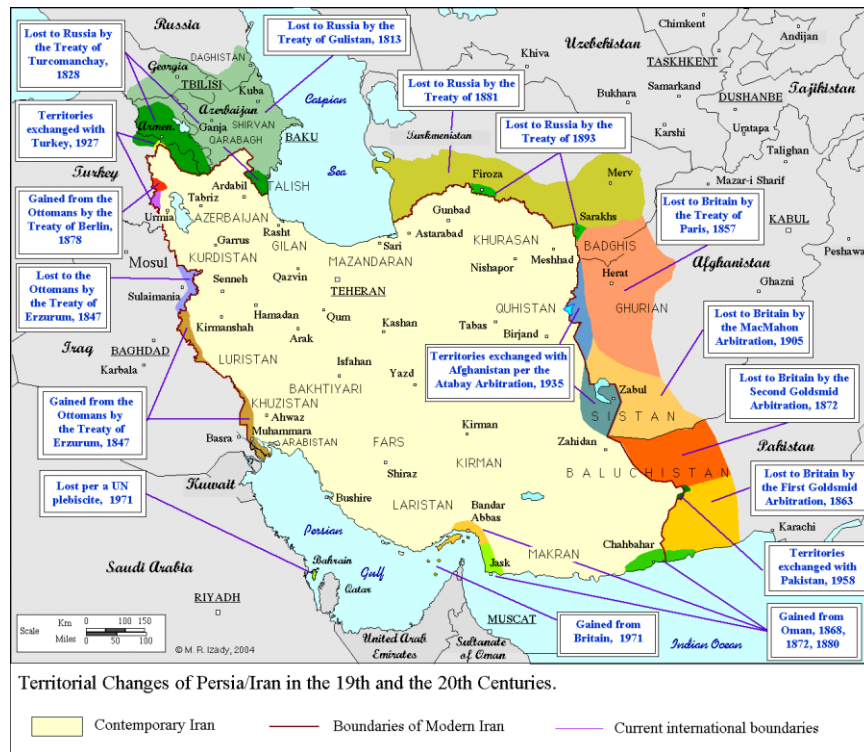 Russia
Lost to Russia by
the Treaty of
Turcomanchay,
1828
Lost to Russia by the
Treaty of Gulistan, 1813
DAGHISTAN
Georgia
TBILISI
Kuba
Azerbaijan
Ganja
SHIRVAN
QARABAGH
BAKU
Armen.
TALISH
Caspian
Sea
Territories
exchanged with
Turkey, 1927
Turkey
Gained from the
Ottomans by the
Treaty of Berlin,
1878
Lost to Russia by the
Treaty of 1881
Lost to Russia by the
Treaty of 1893
Uzbekistan
Chimkent
Andijan
TASHKENT
Khiva
Tajikistan
Bukhara
Samarkand
DUSHANBE
Karshi
Uratapa
Talighan
Turkmenistan
Firoza
Merv
Sarakhs
Mazar-i Sharif
KABUL
Peshawa
Ghazni
Afghanistan
Lost to Britain by
the Treaty of
Paris, 1857
BADGHIS
Herat
GHURIAN
Ardabil
Tabriz
Urmia
AZERBAIJAN
Rasht
Garrus
GILAN
KURDISTAN
Mosul
Lost to the
Ottomans by
the Treaty of
Erzurum, 1847
Sulaimania
Senneh
Qazvin
MAZANDARAN
Sari
Astarabad
Gunbad
KHURASAN
Meshhad
Nishapor
TEHERAN
Hamadan
Qum
Kirmanshah
Arak
Kashan
QUHISTAN
Tabas
Birjand
Iraq
BAGHDAD
Karbala
LURISTAN
Isfahan
BAKHTIYARI
Yazd
Territories exchanged with
Afghanistan per the
Atabay Arbitration, 1935
Lost to Britain by
the MacMahon
Arbitration, 1905
Zabul
SISTAN
Lost to Britain by
the Second Goldsmid
Arbitration, 1872
Gained from
the Ottomans by
the Treaty of
Erzurum, 1847
KHUZISTAN
Ahwaz
Muhammara
ARABISTAN
Basra
Kuwait
FARS
Shiraz
Kirman
KIRMAN
Zahidan
BALUCHISTAN
Pakistan
Lost to Britain by
the First Goldsmid
Arbitration, 1863
Karachi
Lost per a UN
plebiscite, 1971
Bushire
LARISTAN
Bandar
Abbas
Jask
MAKRAN
Chahbahar
Territories
exchanged with
Pakistan, 1958
Persian
Gulf
Bahrain
Qatar
Saudi Arabia
RIYADH
MUSCAT
United Arab
Emirates
Sultanate
of Oman
Gained from
Britain, 1971
Gained from
Oman, 1868,
1872, 1880
Indian Ocean
Scale
Km 0 50 100 150
Miles 0 50 100
© M. R. Izady, 2004
Territorial Changes of Persia/Iran in the 19th and the 20th Centuries.
Contemporary Iran
Boundaries of Modern Iran
Current international boundaries